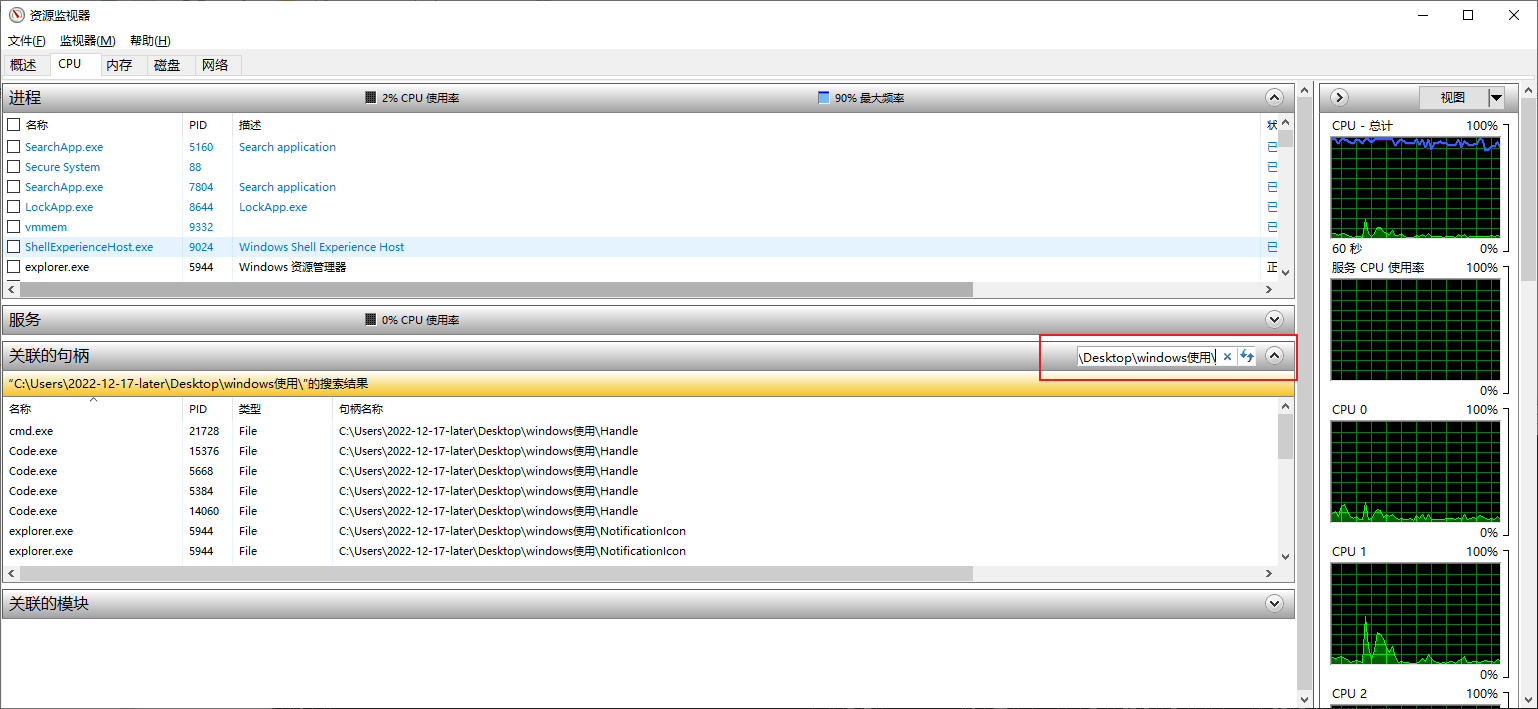 资源监视器
文件(F) 监视器(M) 帮助(H)
概述 CPU 内存 磁盘 网络
进程 2% CPU 使用率 90% 最大频率
名称 PID 描述 状
SearchApp.exe 5160 Search application 已
Secure System 88 已
SearchApp.exe 7804 Search application 已
LockApp.exe 8644 LockApp.exe 已
vmmem 9332 已
ShellExperienceHost.exe 9024 Windows Shell Experience Host 已
explorer.exe 5944 Windows 资源管理器 正
服务 0% CPU 使用率
关联的句柄 \Desktop\windows使用\
“C:\Users\2022-12-17-later\Desktop\windows使用\”的搜索结果
名称 PID 类型 句柄名称
cmd.exe 21728 File C:\Users\2022-12-17-later\Desktop\windows使用\Handle
Code.exe 15376 File C:\Users\2022-12-17-later\Desktop\windows使用\Handle
Code.exe 5668 File C:\Users\2022-12-17-later\Desktop\windows使用\Handle
Code.exe 5384 File C:\Users\2022-12-17-later\Desktop\windows使用\Handle
Code.exe 14060 File C:\Users\2022-12-17-later\Desktop\windows使用\Handle
explorer.exe 5944 File C:\Users\2022-12-17-later\Desktop\windows使用\NotificationIcon
explorer.exe 5944 File C:\Users\2022-12-17-later\Desktop\windows使用\NotificationIcon
关联的模块
视图
CPU - 总计 100%
60 秒 0%
服务 CPU 使用率 100%
0%
CPU 0 100%
0%
CPU 1 100%
0%
CPU 2 100%